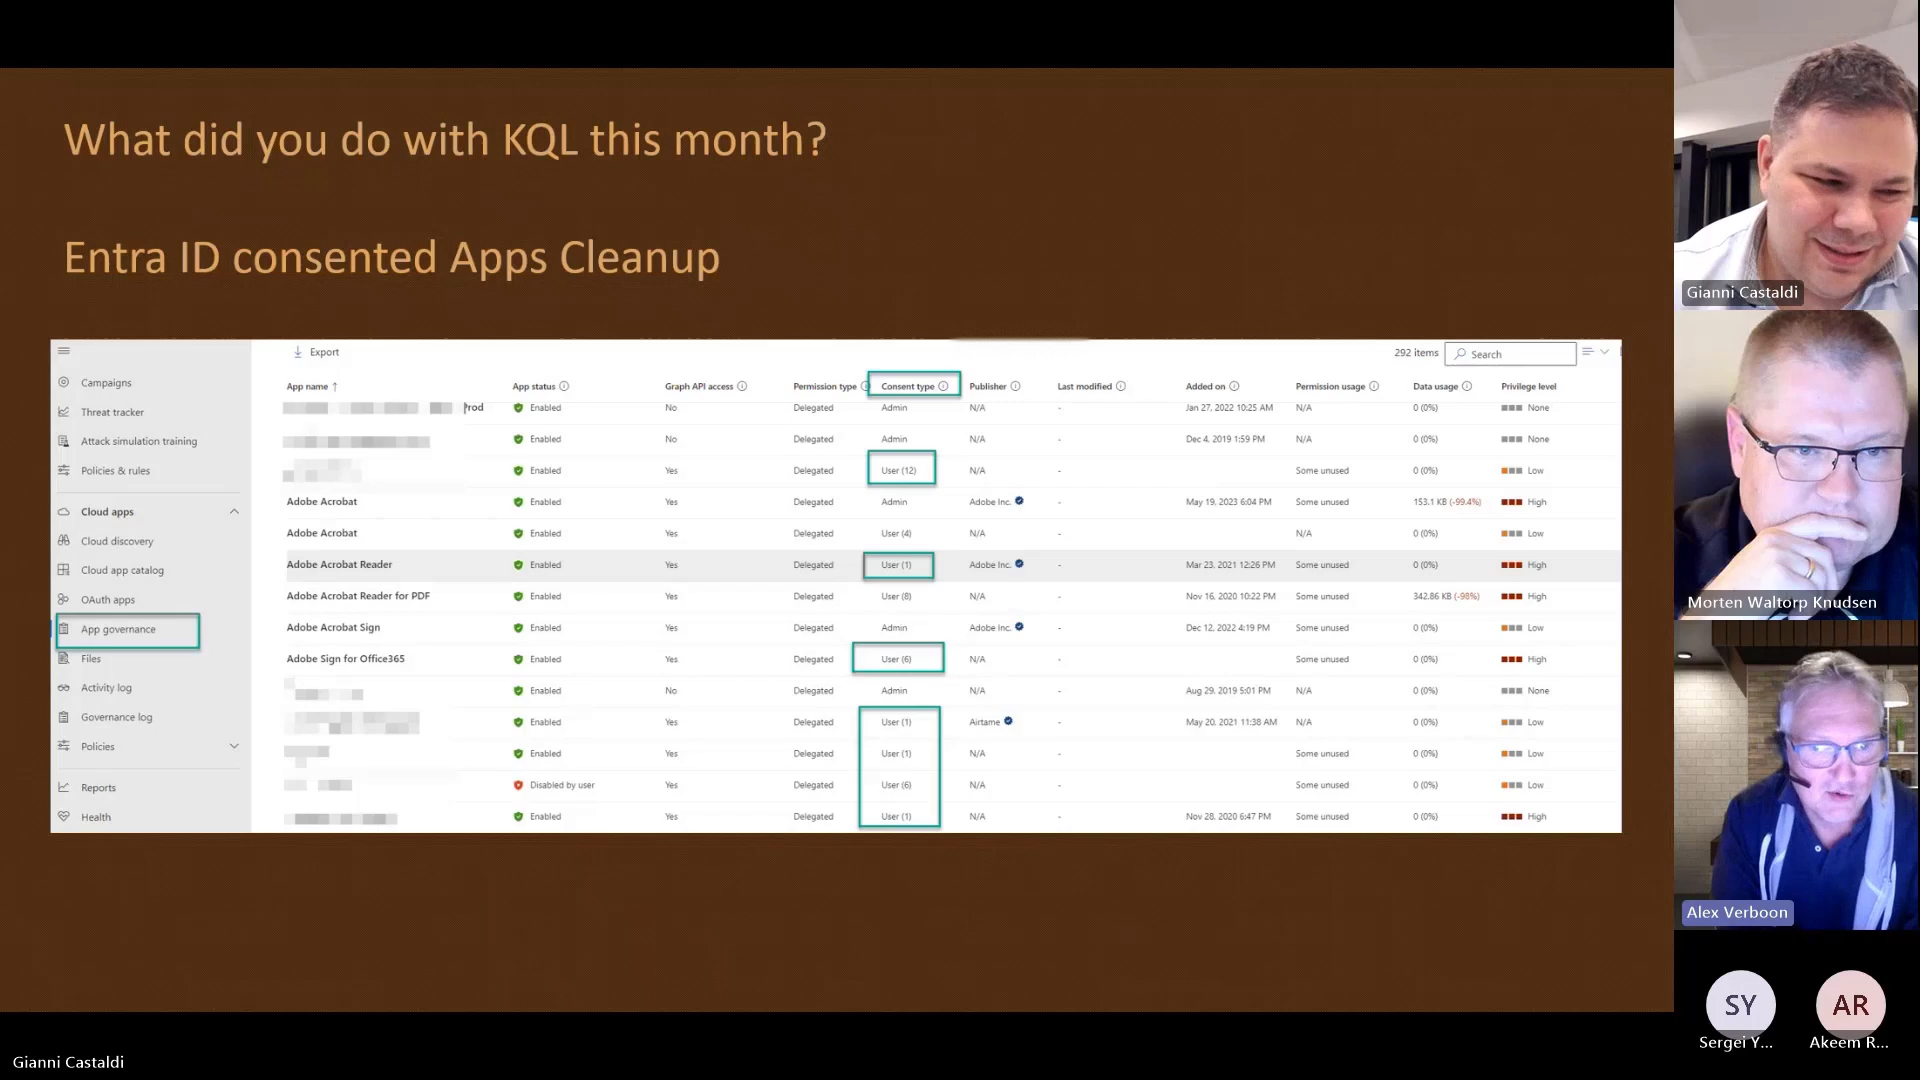 What did you do with KQL this month?
Entra ID consented Apps Cleanup
Export
292 items
Search
Campaigns
Threat tracker
Attack simulation training
Policies & rules
Cloud apps
Cloud discovery
Cloud app catalog
OAuth apps
App governance
Files
Activity log
Governance log
Policies
Reports
Health
App name ↑ App status Graph API access Permission type Consent type Publisher Last modified Added on Permission usage Data usage Privilege level
Prod Enabled No Delegated Admin N/A - Jan 27, 2022 10:25 AM N/A 0 (0%) None
Enabled No Delegated Admin N/A - Dec 4, 2019 1:59 PM N/A 0 (0%) None
Enabled Yes Delegated User (12) N/A - Some unused 0 (0%) Low
Adobe Acrobat Enabled Yes Delegated Admin Adobe Inc. - May 19, 2023 6:04 PM Some unused 153.1 KB (-99.4%) High
Adobe Acrobat Enabled Yes Delegated User (4) N/A - Some unused 0 (0%) Low
Adobe Acrobat Reader Enabled Yes Delegated User (1) Adobe Inc. - Mar 23, 2021 12:26 PM Some unused 0 (0%) High
Adobe Acrobat Reader for PDF Enabled Yes Delegated User (8) N/A - Nov 16, 2020 10:22 PM Some unused 342.86 KB (-98%) High
Adobe Acrobat Sign Enabled Yes Delegated Admin Adobe Inc. - Dec 12, 2022 4:19 PM Some unused 0 (0%) Low
Adobe Sign for Office365 Enabled Yes Delegated User (6) N/A - Some unused 0 (0%) High
Enabled No Delegated Admin N/A - Aug 29, 2019 5:01 PM N/A 0 (0%) None
Enabled Yes Delegated User (1) Airtame - May 20, 2021 11:38 AM N/A 0 (0%) Low
Enabled Yes Delegated User (1) N/A - Some unused 0 (0%) Low
Disabled by user Yes Delegated User (6) N/A - Some unused 0 (0%) Low
Enabled Yes Delegated User (1) N/A - Nov 28, 2020 6:47 PM Some unused 0 (0%) High
Gianni Castaldi
Morten Waltorp Knudsen
Alex Verboon
SY
Sergei Y...
AR
Akeem R...
Gianni Castaldi